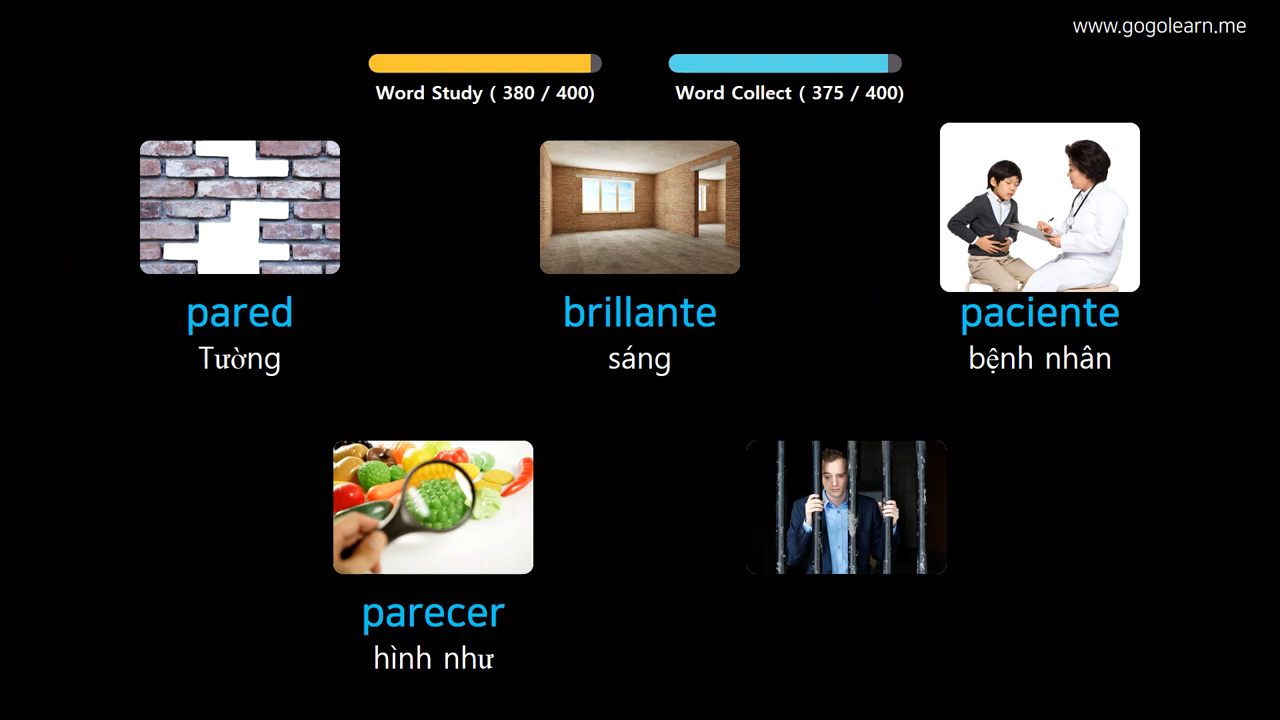 www.gogolearn.me
Word Study ( 380 / 400)
Word Collect ( 375 / 400)
pared
Tường
brillante
sáng
paciente
bệnh nhân
parecer
hình như